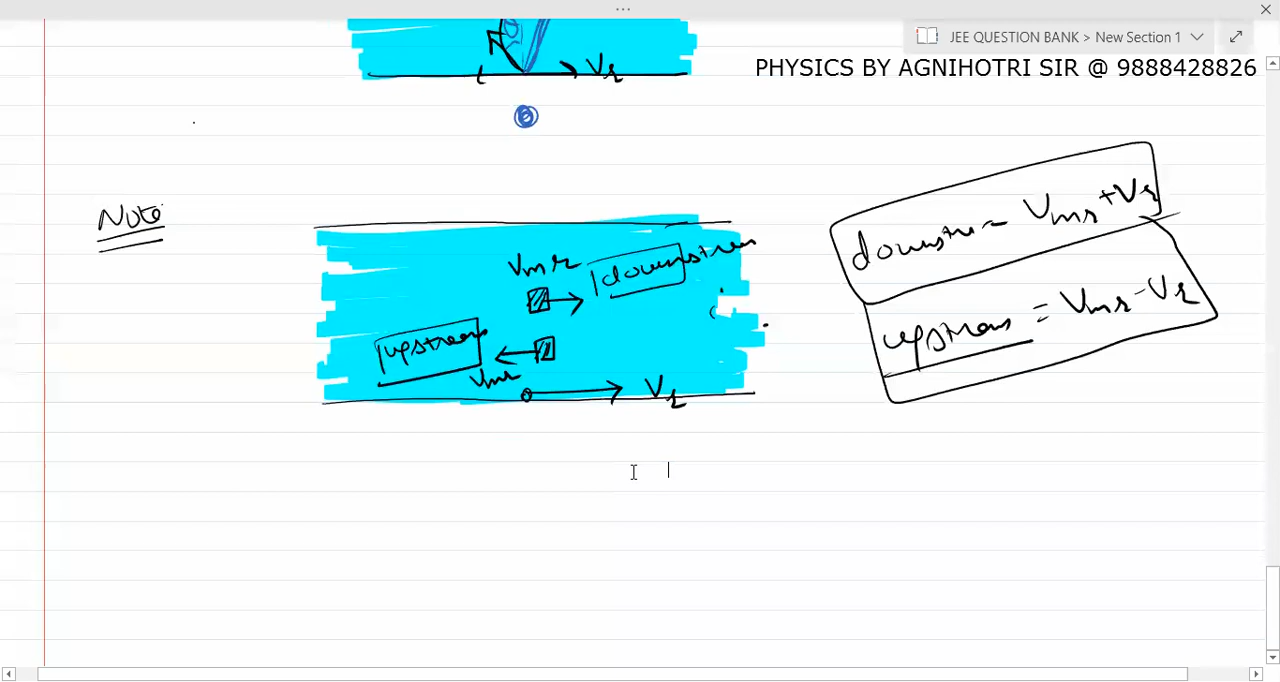 JEE QUESTION BANK > New Section 1
PHYSICS BY AGNIHOTRI SIR @ 9888428826
Vr
Note
Vmr
downstream
upstream
Vmr
Vr
downstre = Vmr + Vr
upstream = Vmr - Vr